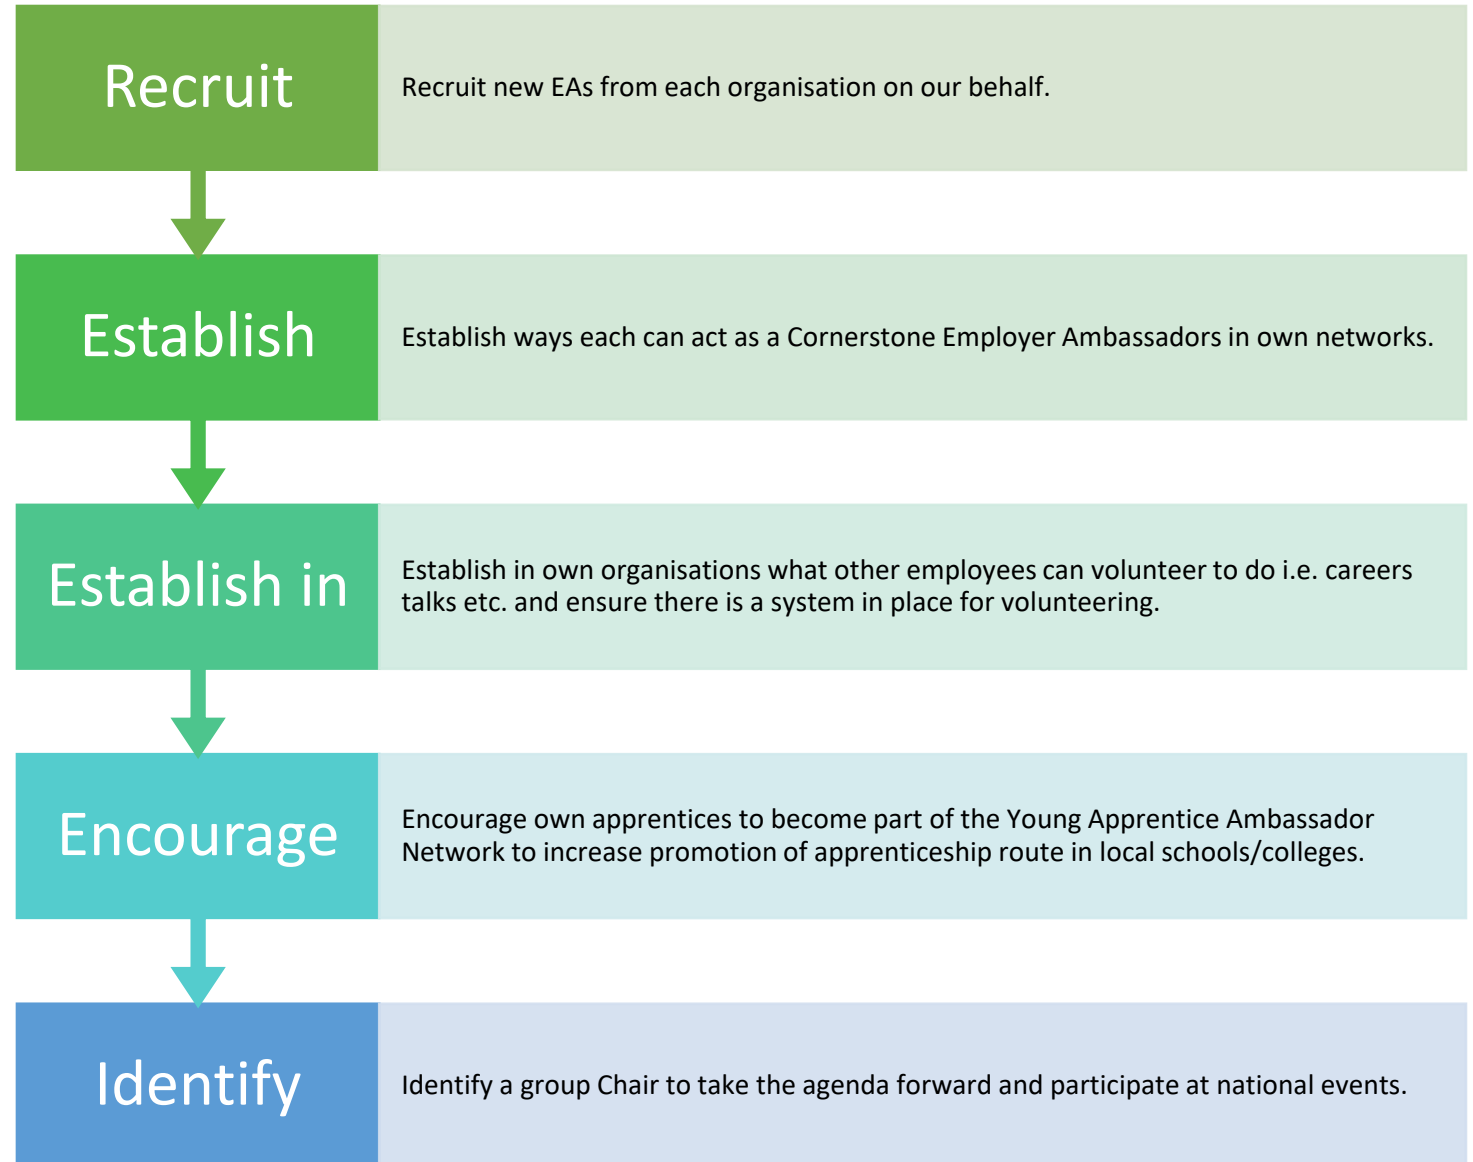 Recruit
Recruit new EAs from each organisation on our behalf.
Establish
Establish ways each can act as a Cornerstone Employer Ambassadors in own networks.
Establish in
Establish in own organisations what other employees can volunteer to do i.e. careers
talks etc. and ensure there is a system in place for volunteering.
Encourage
Encourage own apprentices to become part of the Young Apprentice Ambassador
Network to increase promotion of apprenticeship route in local schools/colleges.
Identify
Identify a group Chair to take the agenda forward and participate at national events.